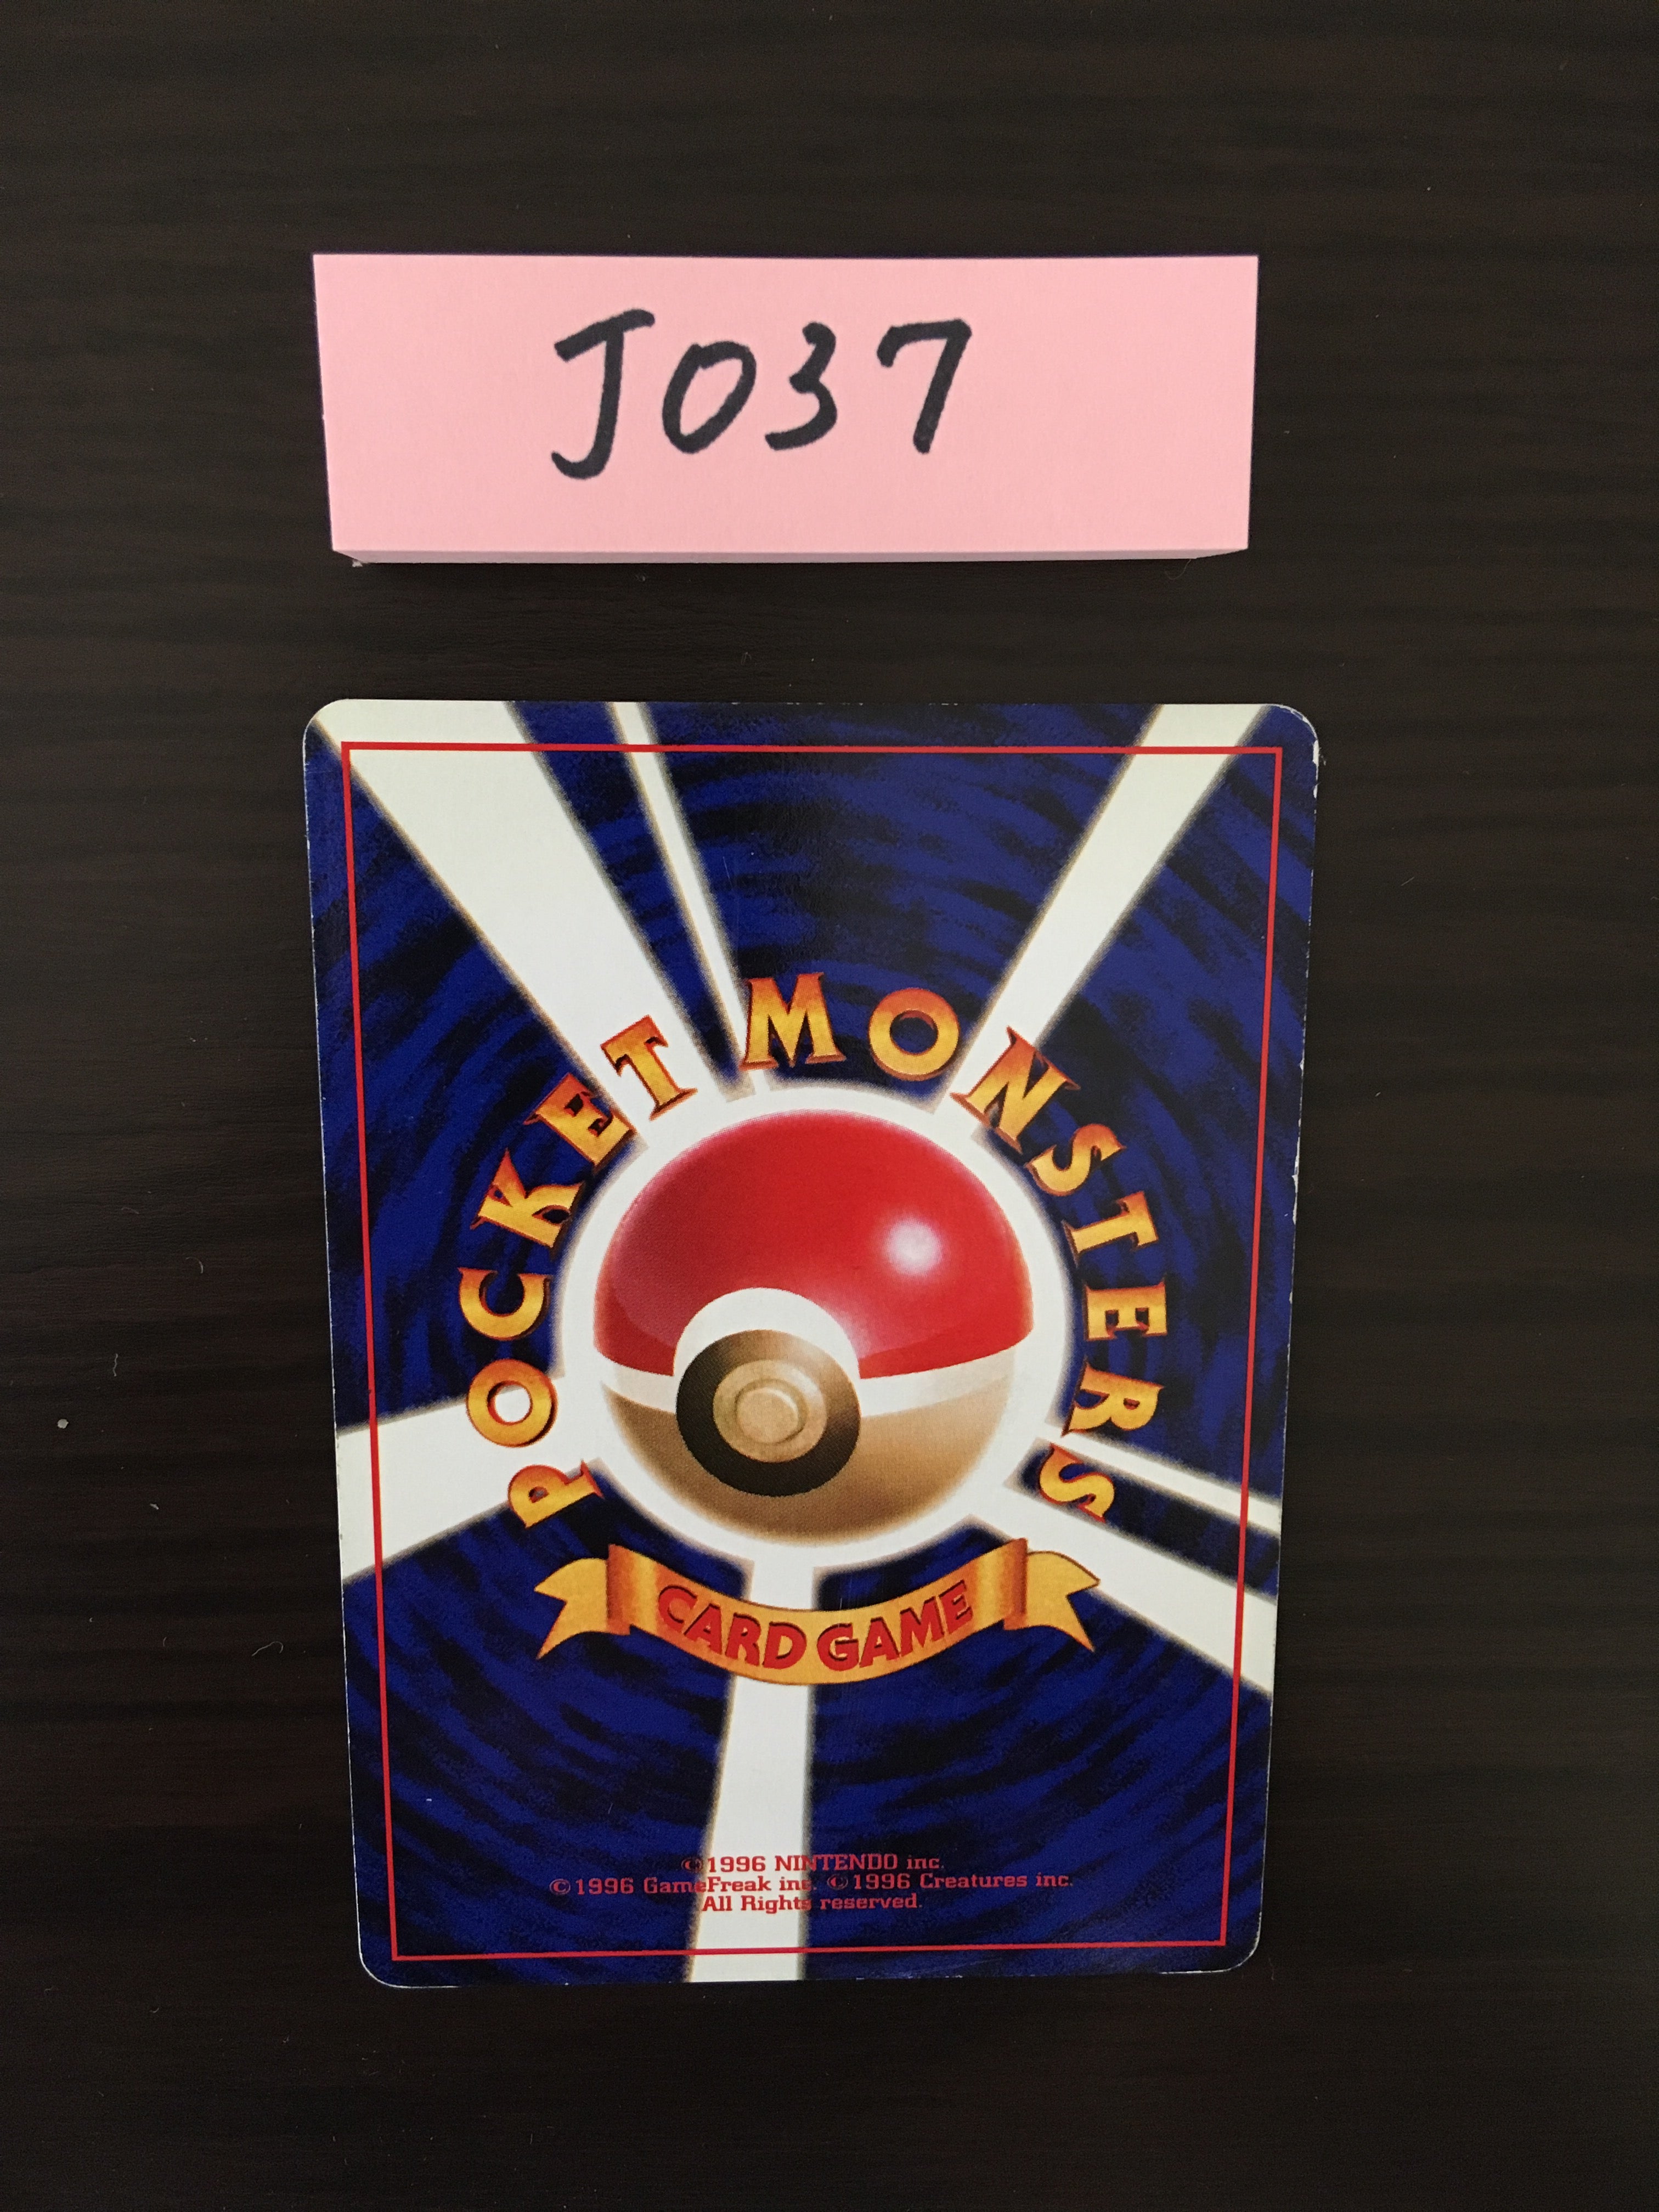 J037
POCKET MONSTERS
CARD GAME
©1996 NINTENDO inc.
©1996 GameFreak inc. ©1996 Creatures inc.
All Rights reserved.